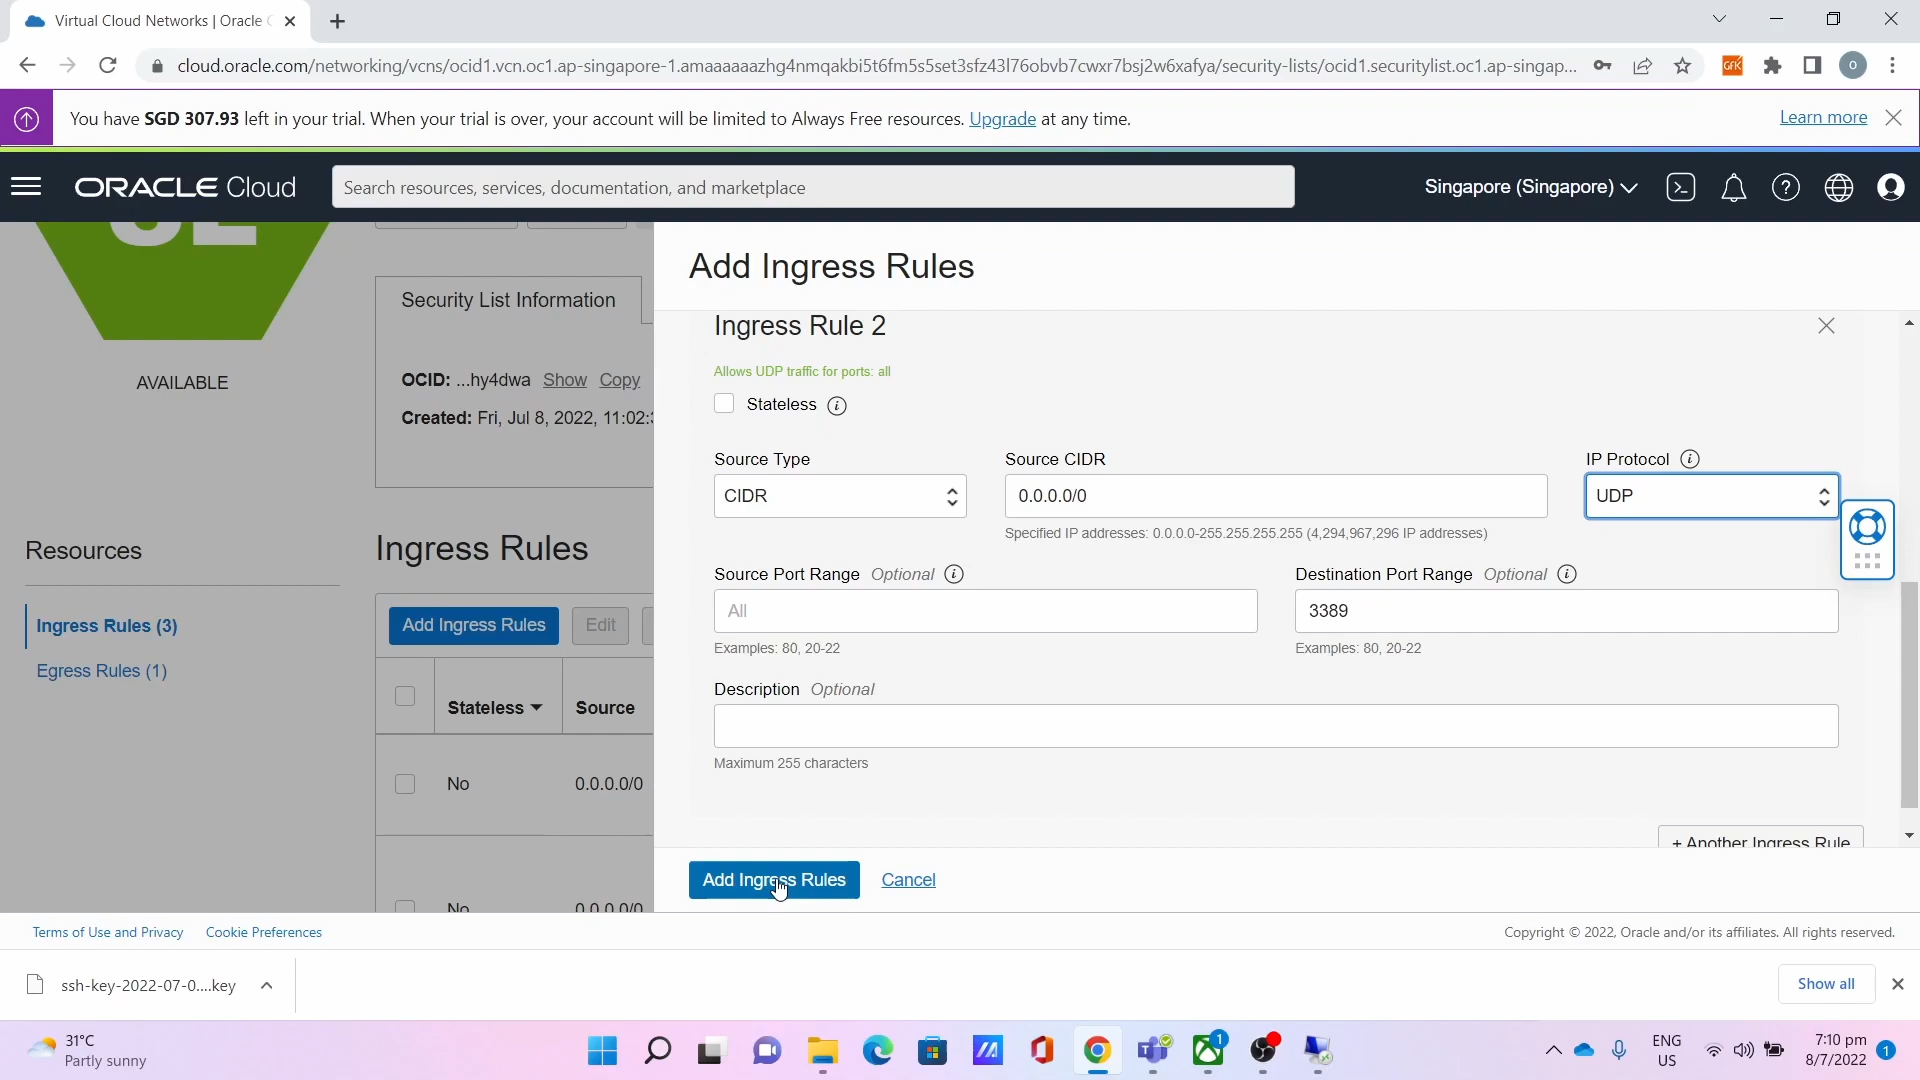 Virtual Cloud Networks | Oracle C
cloud.oracle.com/networking/vcns/ocid1.vcn.oc1.ap-singapore-1.amaaaaaazhg4nmqakbi5t6fm5s5set3sfz43l76obvb7cwxr7bsj2w6xafya/security-lists/ocid1.securitylist.oc1.ap-singap...
GFK
O
You have SGD 307.93 left in your trial. When your trial is over, your account will be limited to Always Free resources. Upgrade at any time.
Learn more
ORACLE Cloud
Search resources, services, documentation, and marketplace
Singapore (Singapore)
AVAILABLE
Security List Information
OCID: ...hy4dwa Show Copy
Created: Fri, Jul 8, 2022, 11:02:
Resources
Ingress Rules (3)
Egress Rules (1)
Ingress Rules
Add Ingress Rules
Edit
Stateless
Source
No
0.0.0.0/0
No
0.0.0.0/0
Add Ingress Rules
Ingress Rule 2
Allows UDP traffic for ports: all
Stateless
Source Type
Source CIDR
IP Protocol
CIDR
0.0.0.0/0
UDP
Specified IP addresses: 0.0.0.0-255.255.255.255 (4,294,967,296 IP addresses)
Source Port Range Optional
Destination Port Range Optional
All
3389
Examples: 80, 20-22
Examples: 80, 20-22
Description Optional
Maximum 255 characters
+ Another Ingress Rule
Add Ingress Rules
Cancel
Terms of Use and Privacy
Cookie Preferences
Copyright © 2022, Oracle and/or its affiliates. All rights reserved.
ssh-key-2022-07-0....key
Show all
31°C
Partly sunny
1
ENG
US
7:10 pm
8/7/2022
1